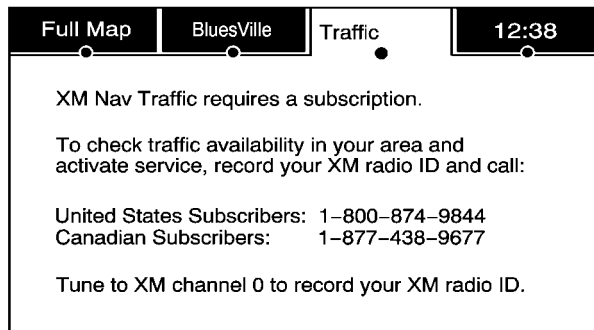 Full Map BluesVille Traffic 12:38
XM Nav Traffic requires a subscription.
To check traffic availability in your area and
activate service, record your XM radio ID and call:
United States Subscribers: 1–800–874–9844
Canadian Subscribers: 1–877–438–9677
Tune to XM channel 0 to record your XM radio ID.